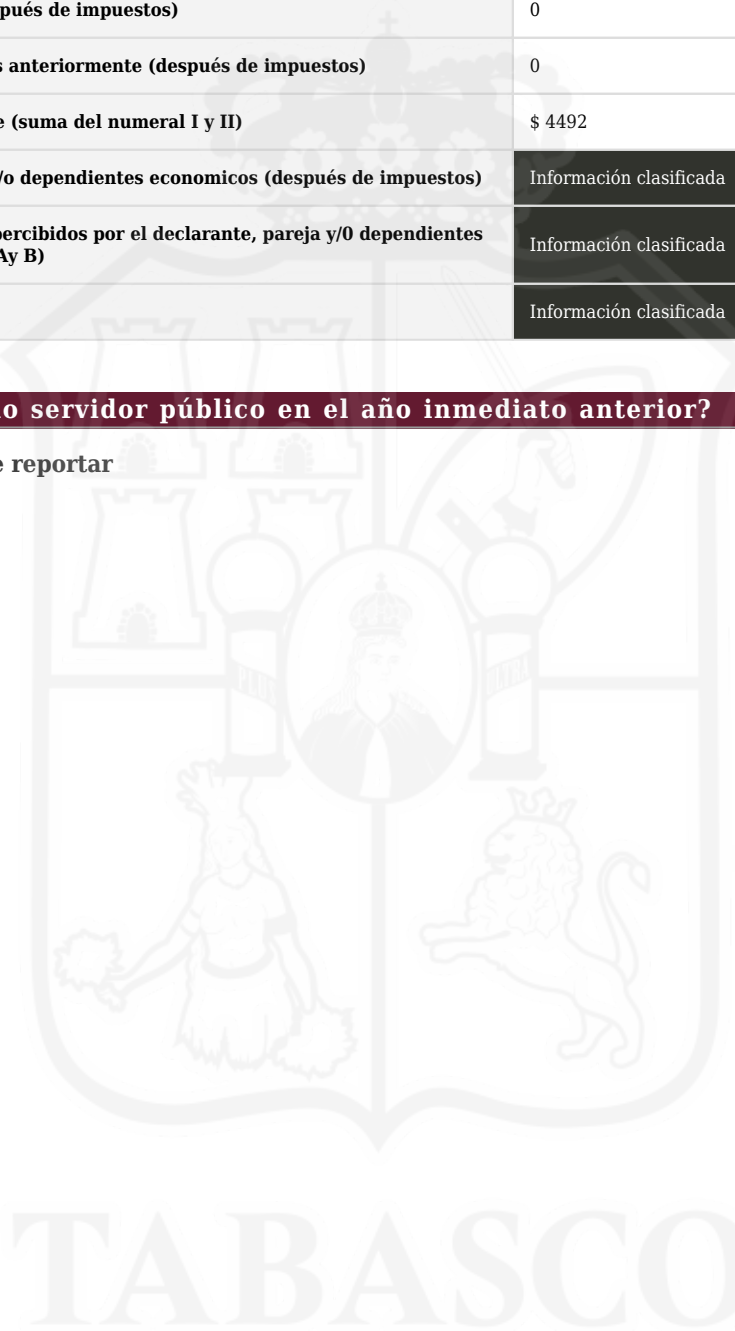 pués de impuestos)
0
s anteriormente (después de impuestos)
0
e (suma del numeral I y II)
$ 4492
/o dependientes economicos (después de impuestos)
Información clasificada
percibidos por el declarante, pareja y/0 dependientes
Ay B)
Información clasificada
Información clasificada
o servidor público en el año inmediato anterior?
e reportar
PLUS
ULTRA
TABASCO